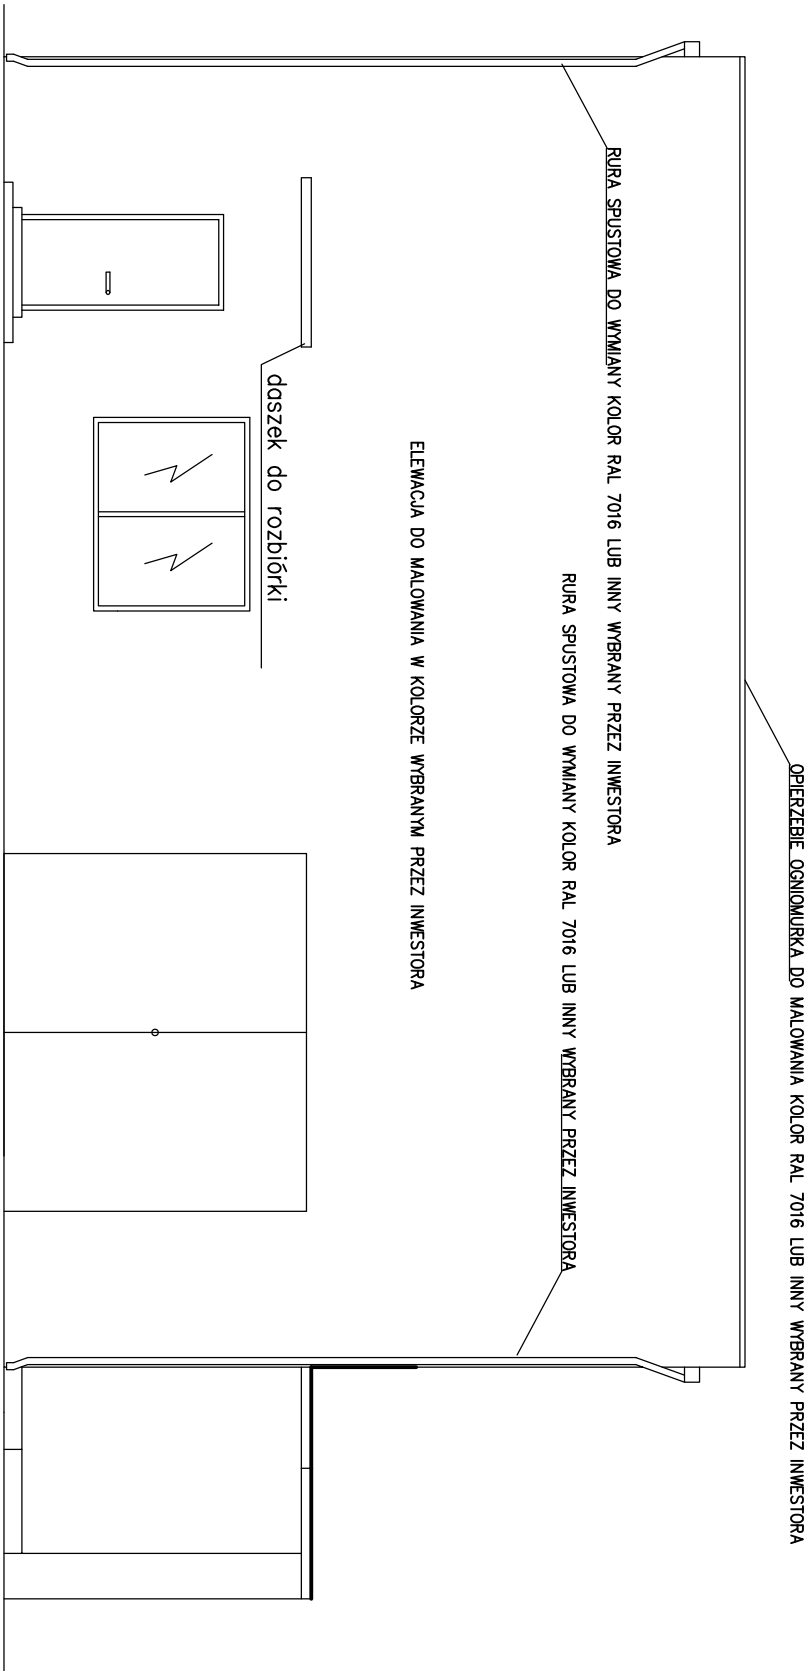 OPIERZEBIE OGNIOMURKA DO MALOWANIA KOLOR RAL 7016 LUB INNY WYBRANY PRZEZ INWESTORA
RURA SPUSTOWA DO WYMIANY KOLOR RAL 7016 LUB INNY WYBRANY PRZEZ INWESTORA
RURA SPUSTOWA DO WYMIANY KOLOR RAL 7016 LUB INNY WYBRANY PRZEZ INWESTORA
ELEWACJA DO MALOWANIA W KOLORZE WYBRANYM PRZEZ INWESTORA
daszek do rozbiórki